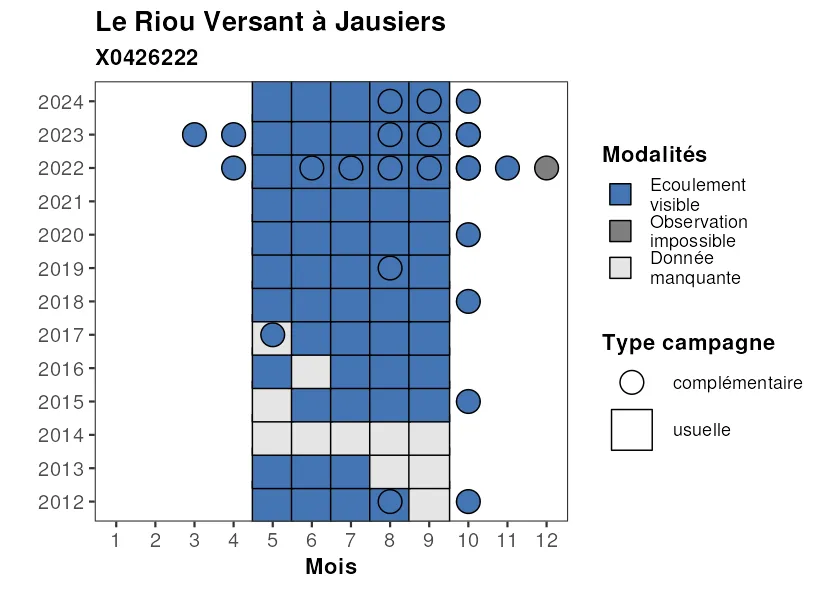 Le Riou Versant à Jausiers
X0426222
2024
2023
2022
2021
2020
2019
2018
2017
2016
2015
2014
2013
2012
1 2 3 4 5 6 7 8 9 10 11 12
Mois
Modalités
Ecoulement
visible
Observation
impossible
Donnée
manquante
Type campagne
complémentaire
usuelle